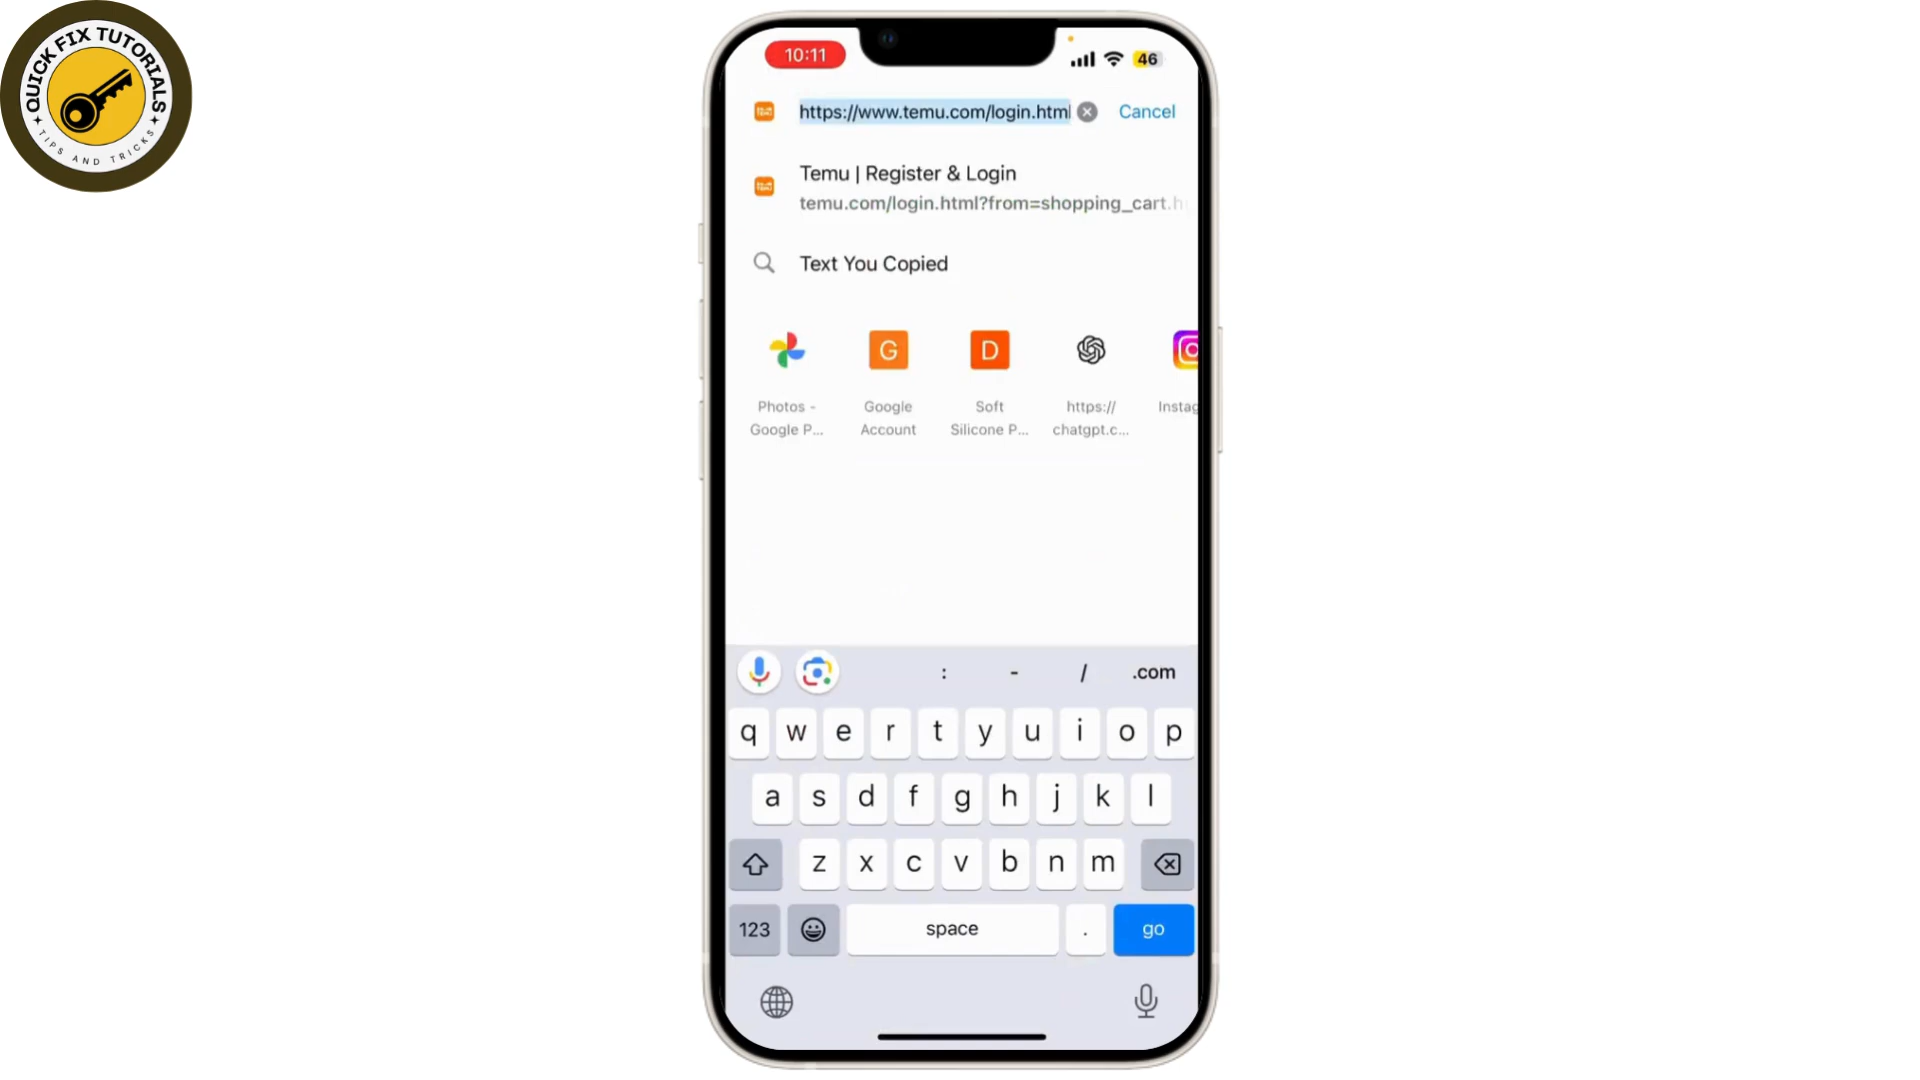 QUICK FIX TUTORIALS
TIPS AND TRICKS
10:11
46
https://www.temu.com/login.html
Cancel
Temu | Register & Login
temu.com/login.html?from=shopping_cart.h
Text You Copied
G
D
Photos -
Google P...
Google
Account
Soft
Silicone P...
https://
chatgpt.c...
Instag
: - / .com
q w e r t y u i o p
a s d f g h j k l
z x c v b n m
123 space . go